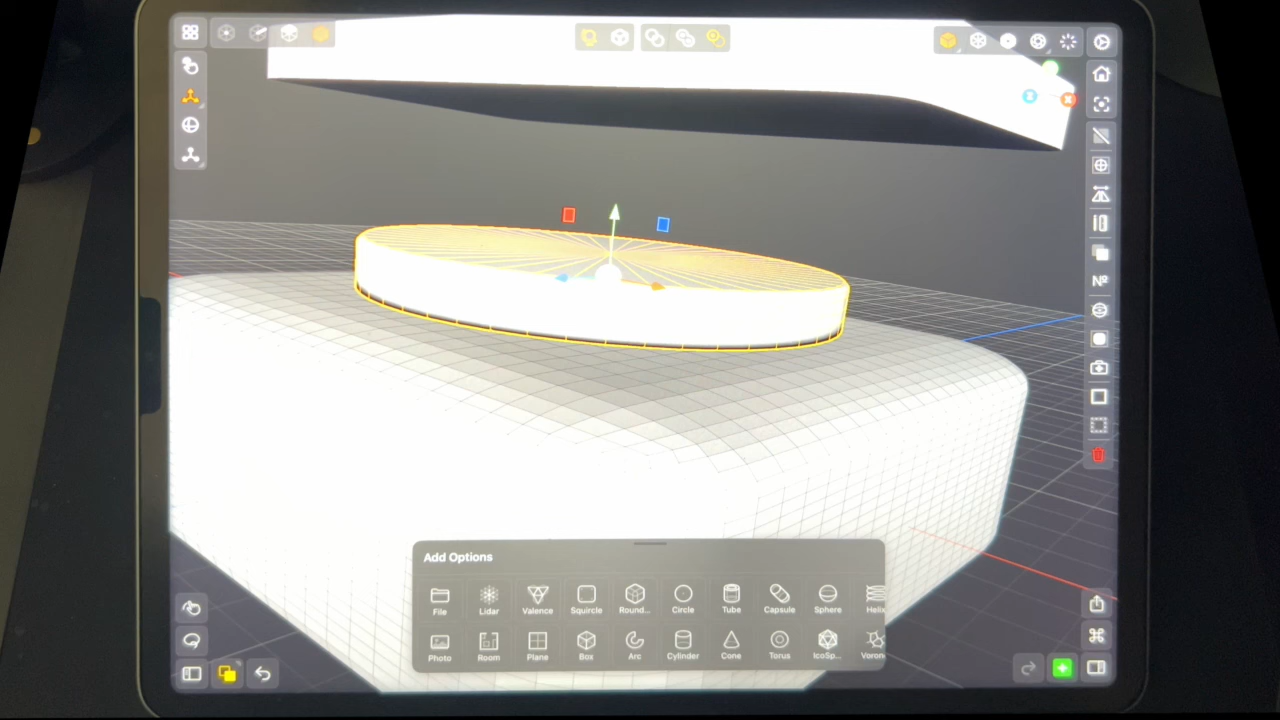 Nº
Add Options
File Lidar Valence Squircle Round... Circle Tube Capsule Sphere Helix
Photo Room Plane Box Arc Cylinder Cone Torus IcoSp... Voron